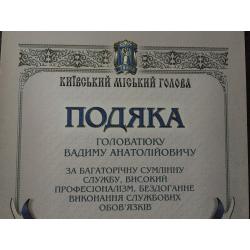 КИЇВСЬКИЙ МІСЬКИЙ ГОЛОВА
ПОДЯКА
ГОЛОВАТЮКУ
ВАДИМУ АНАТОЛІЙОВИЧУ
ЗА БАГАТОРІЧНУ СУМЛІННУ
СЛУЖБУ, ВИСОКИЙ
ПРОФЕСІОНАЛІЗМ, БЕЗДОГАННЕ
ВИКОНАННЯ СЛУЖБОВИХ
ОБОВ'ЯЗКІВ